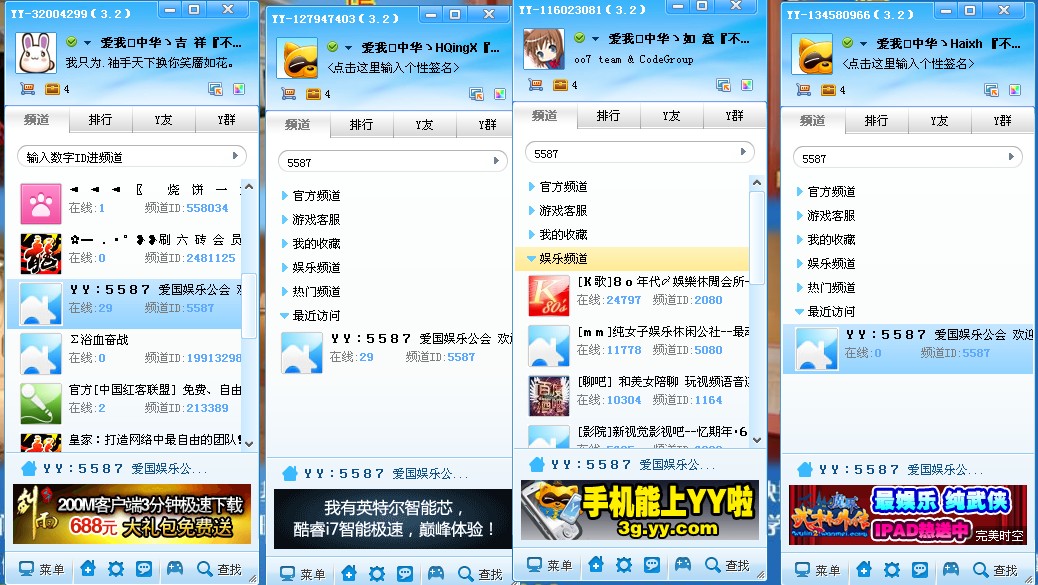 YY-32004299(3.2)
爱我□中华丶吉 祥『不...
我只为.袖手天下换你笑靥如花。
4
频道
排行
Y友
Y群
输入数字ID进频道
在线:1 频道ID:558034
刷 六 砖 会 员
在线:0 频道ID:2481125
YY:5587 爱国娱乐公会
在线:29 频道ID:5587
Σ浴血奋战
在线:0 频道ID:19913298
官方[中国红客联盟] 免费、自由
在线:2 频道ID:213389
皇家:打造网络中最自由的团队!
YY:5587 爱国娱乐公...
剑雨
200M客户端3分钟极速下载
688元大礼包免费送
菜单
查找
YY-127947403(3.2)
爱我□中华丶HQingX『...
<点击这里输入个性签名>
4
频道
排行
Y友
Y群
5587
官方频道
游戏客服
我的收藏
娱乐频道
热门频道
最近访问
YY:5587 爱国娱乐公会 欢
在线:29 频道ID:5587
YY:5587 爱国娱乐公...
我有英特尔智能芯,
酷睿i7智能极速,巅峰体验!
菜单
查找
YY-116023081(3.2)
爱我□中华丶如 意『不...
oo7 team & CodeGroup
4
频道
排行
Y友
Y群
5587
官方频道
游戏客服
我的收藏
娱乐频道
[K歌]8o年代♂娱樂休閒会所-
在线:24797 频道ID:2080
[mm]纯女子娱乐休闲公社--最
在线:11778 频道ID:5080
[聊吧] 和美女陪聊 玩视频语音
在线:10304 频道ID:1164
[影院]新视觉影视吧--忆期年·6
YY:5587 爱国娱乐公...
手机能上YY啦
3g.yy.com
菜单
查找
YY-134580966(3.2)
爱我□中华丶Haixh『不...
<点击这里输入个性签名>
4
频道
排行
Y友
Y群
5587
官方频道
游戏客服
我的收藏
娱乐频道
热门频道
最近访问
YY:5587 爱国娱乐公会 欢迎
在线:0 频道ID:5587
YY:5587 爱国娱乐公...
武林外传
最娱乐 纯武侠
IPAD热送中
完美时空
菜单
查找